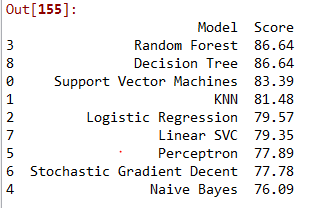 Out[155]:
Model Score
3 Random Forest 86.64
8 Decision Tree 86.64
0 Support Vector Machines 83.39
1 KNN 81.48
2 Logistic Regression 79.57
7 Linear SVC 79.35
5 Perceptron 77.89
6 Stochastic Gradient Decent 77.78
4 Naive Bayes 76.09